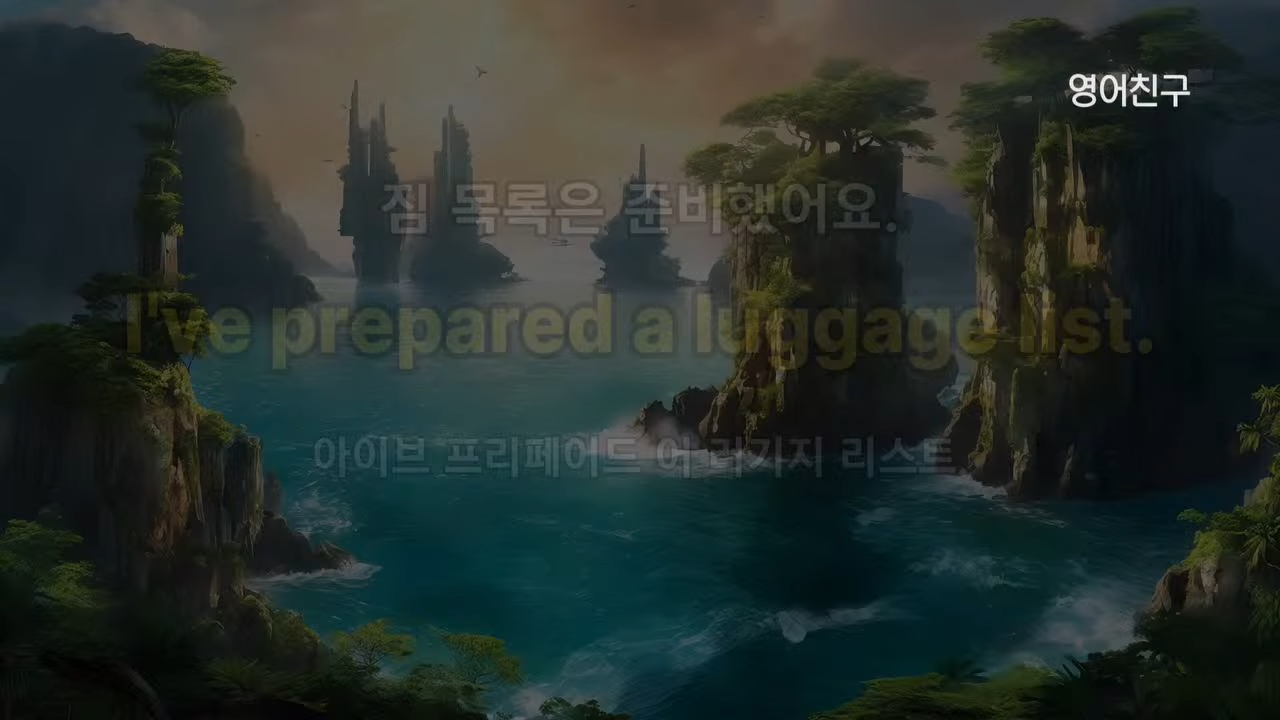 영어친구
짐 목록은 준비했어요.
I've prepared a luggage list.
아이브 프리페어드 어 러가지 리스트